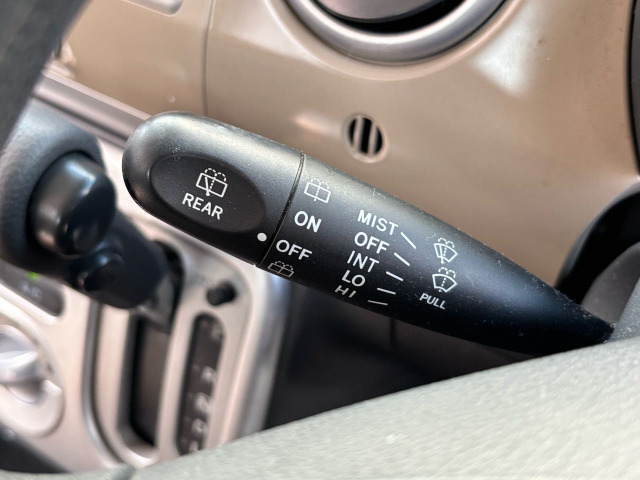 REAR
ON
OFF
MIST
OFF
INT
LO
HI
PULL